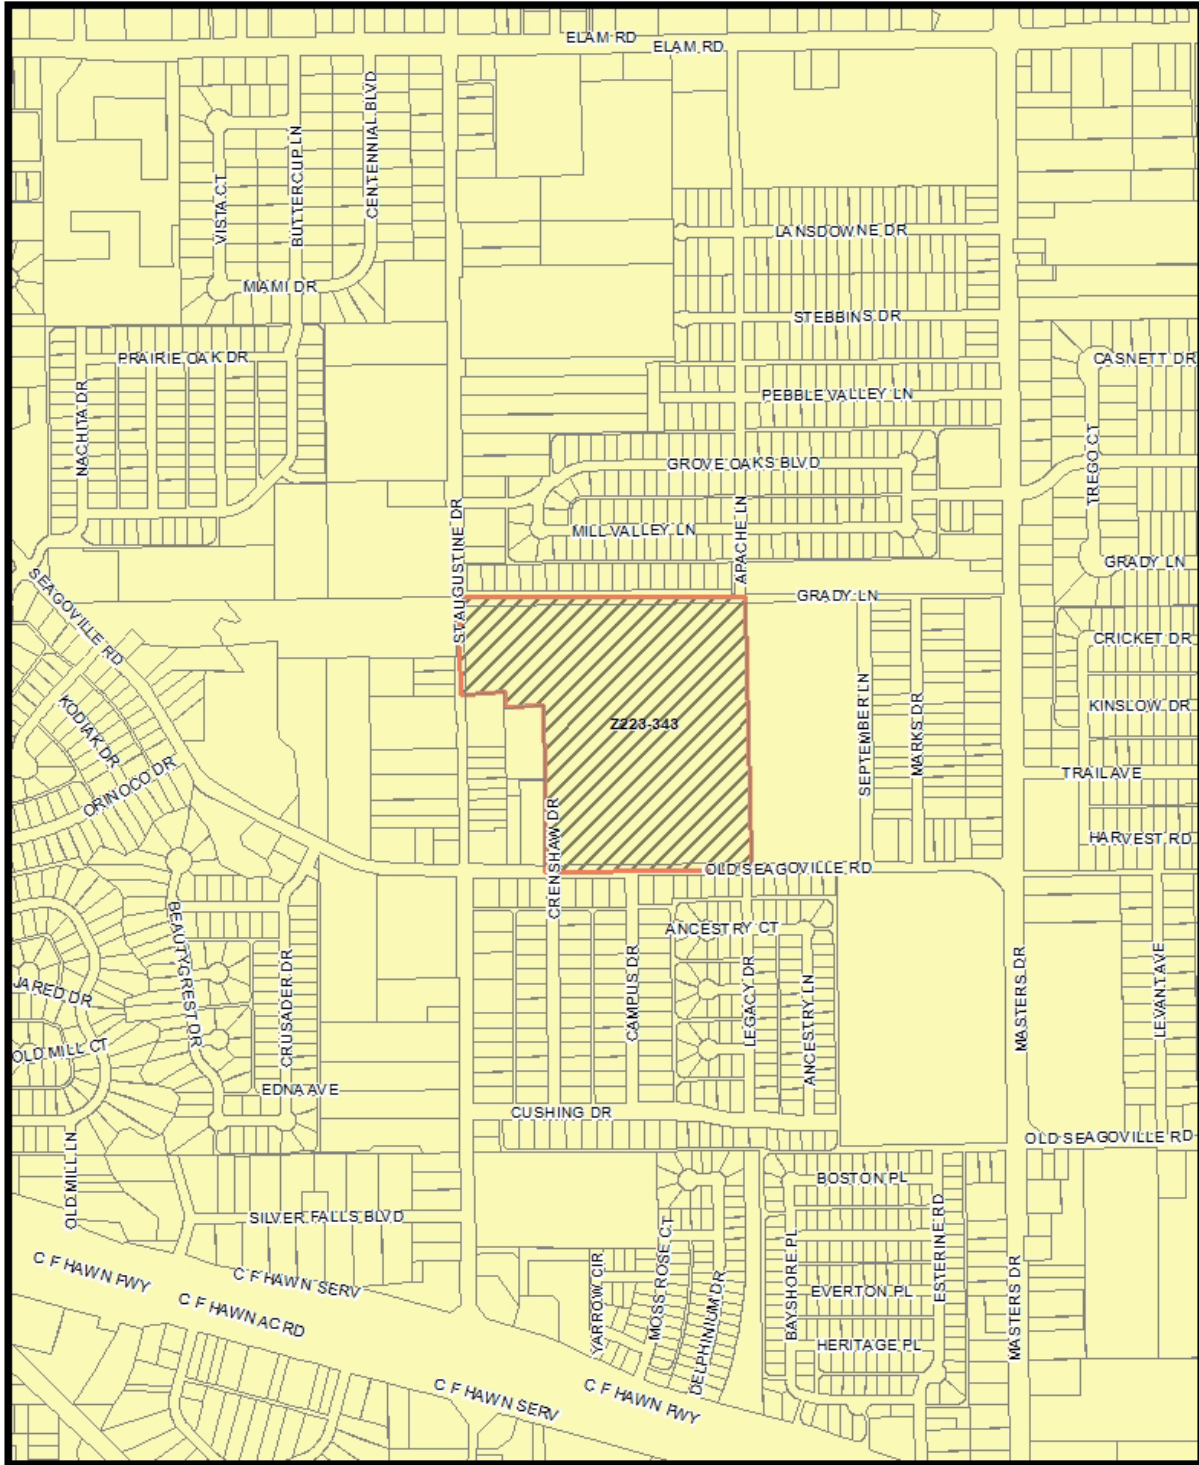 ELAM RD
ELAM RD
CENTENNIAL BLVD
BUTTERCUP LN
VISTA CT
LANSDOWNE DR
MIAMI DR
STEBBINS DR
PRAIRIE OAK DR
CASNETT DR
NACHITA DR
PEBBLE VALLEY LN
TREGO CT
GROVE OAKS BLVD
MILL VALLEY LN
APACHE LN
ST AUGUSTINE DR
GRADY LN
SEAGOVILLE RD
GRADY LN
CRICKET DR
KODIAK DR
SEPTEMBER LN
MARKS DR
KINSLOW DR
Z223-343
ORINOCO DR
TRAIL AVE
CRENSHAW DR
HARVEST RD
OLD SEAGOVILLE RD
BEAUTYCREST DR
ANCESTRY CT
CRUSADER DR
CAMPUS DR
LEGACY DR
ANCESTRY LN
MASTERS DR
LEVANT AVE
JARED DR
OLD MILL CT
EDNA AVE
CUSHING DR
OLD SEAGOVILLE RD
OLD MILL LN
BOSTON PL
SILVER FALLS BLVD
ESTERINE RD
MOSS ROSE CT
BAYSHORE PL
C F HAWN FWY
C F HAWN SERV
YARROW CIR
DELPHINIUM DR
EVERTON PL
MASTERS DR
C F HAWN AC RD
HERITAGE PL
C F HAWN SERV
C F HAWN FWY